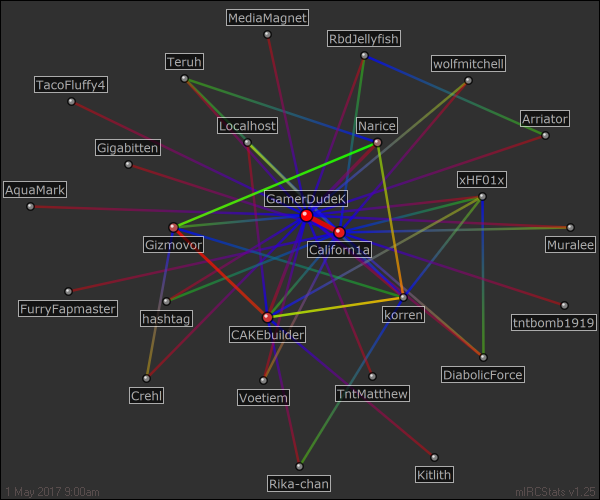 MediaMagnet
RbdJellyfish
Teruh
wolfmitchell
TacoFluffy4
Localhost
Narice
Arriator
Gigabitten
xHF01x
AquaMark
GamerDudeK
Gizmovor
Californ1a
Muralee
FurryFapmaster
hashtag
korren
tntbomb1919
CAKEbuilder
DiabolicForce
Crehl
Voetiem
TntMatthew
Kitlith
Rika-chan
1 May 2017 9:00am
mIRCStats v1.25